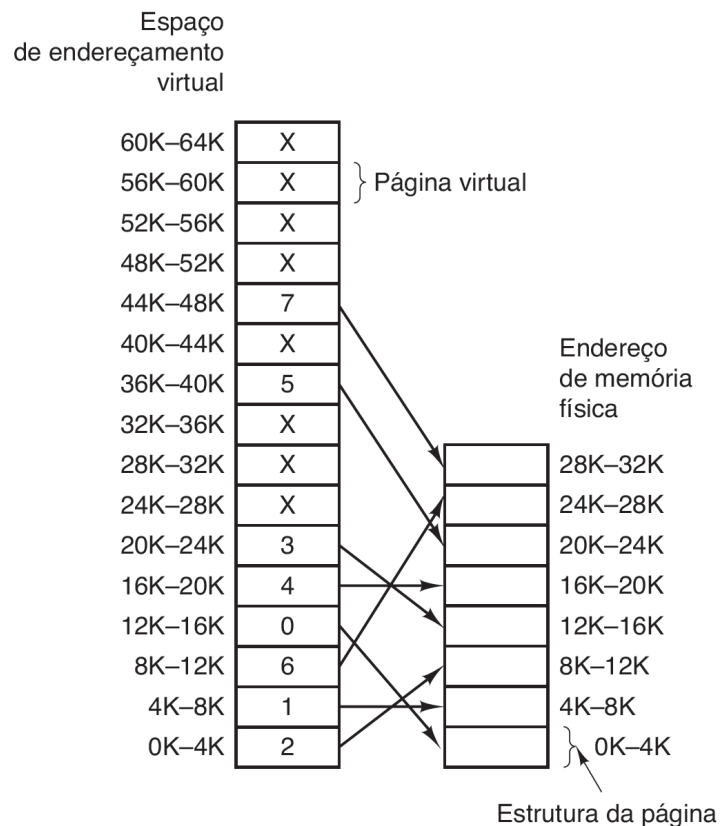 Espaço
de endereçamento
virtual
60K–64K X
56K–60K X Página virtual
52K–56K X
48K–52K X
44K–48K 7
40K–44K X
36K–40K 5
32K–36K X
28K–32K X
24K–28K X
20K–24K 3
16K–20K 4
12K–16K 0
8K–12K 6
4K–8K 1
0K–4K 2
Endereço
de memória
física
28K–32K
24K–28K
20K–24K
16K–20K
12K–16K
8K–12K
4K–8K
0K–4K
Estrutura da página